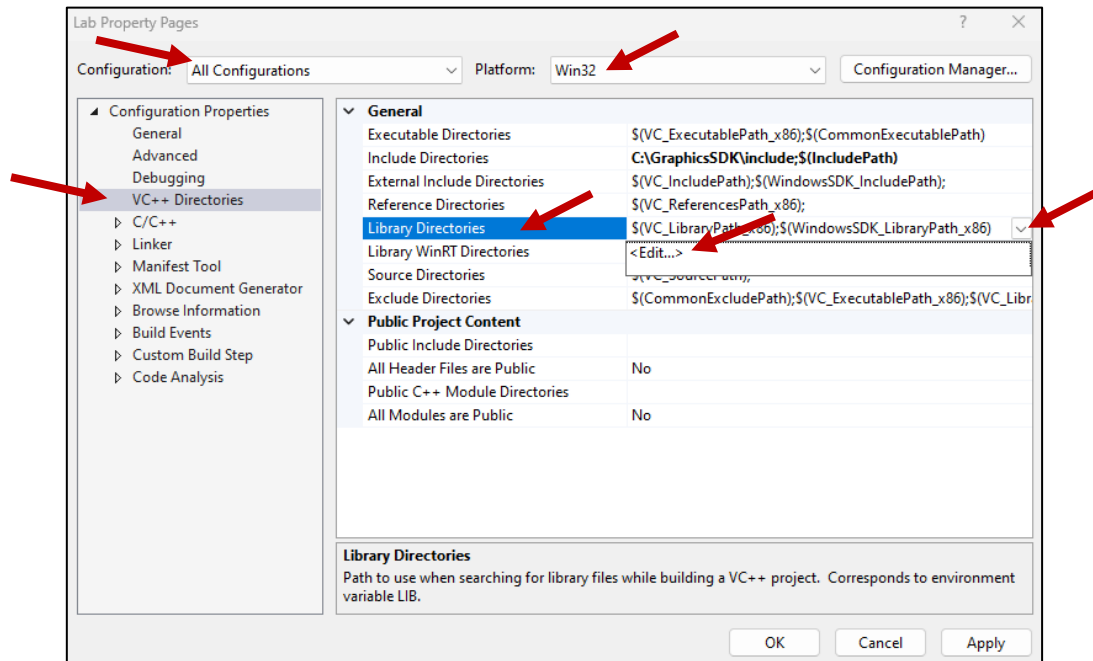 Lab Property Pages
Configuration: All Configurations Platform: Win32 Configuration Manager...
Configuration Properties
General
Advanced
Debugging
VC++ Directories
C/C++
Linker
Manifest Tool
XML Document Generator
Browse Information
Build Events
Custom Build Step
Code Analysis
General
Executable Directories $(VC_ExecutablePath_x86);$(CommonExecutablePath)
Include Directories C:\GraphicsSDK\include;$(IncludePath)
External Include Directories $(VC_IncludePath);$(WindowsSDK_IncludePath);
Reference Directories $(VC_ReferencesPath_x86);
Library Directories $(VC_LibraryPath_x86);$(WindowsSDK_LibraryPath_x86)
Library WinRT Directories <Edit...>
Source Directories $(VC_SourcePath);
Exclude Directories $(CommonExcludePath);$(VC_ExecutablePath_x86);$(VC_Libr
Public Project Content
Public Include Directories
All Header Files are Public No
Public C++ Module Directories
All Modules are Public No
Library Directories
Path to use when searching for library files while building a VC++ project. Corresponds to environment
variable LIB.
OK Cancel Apply